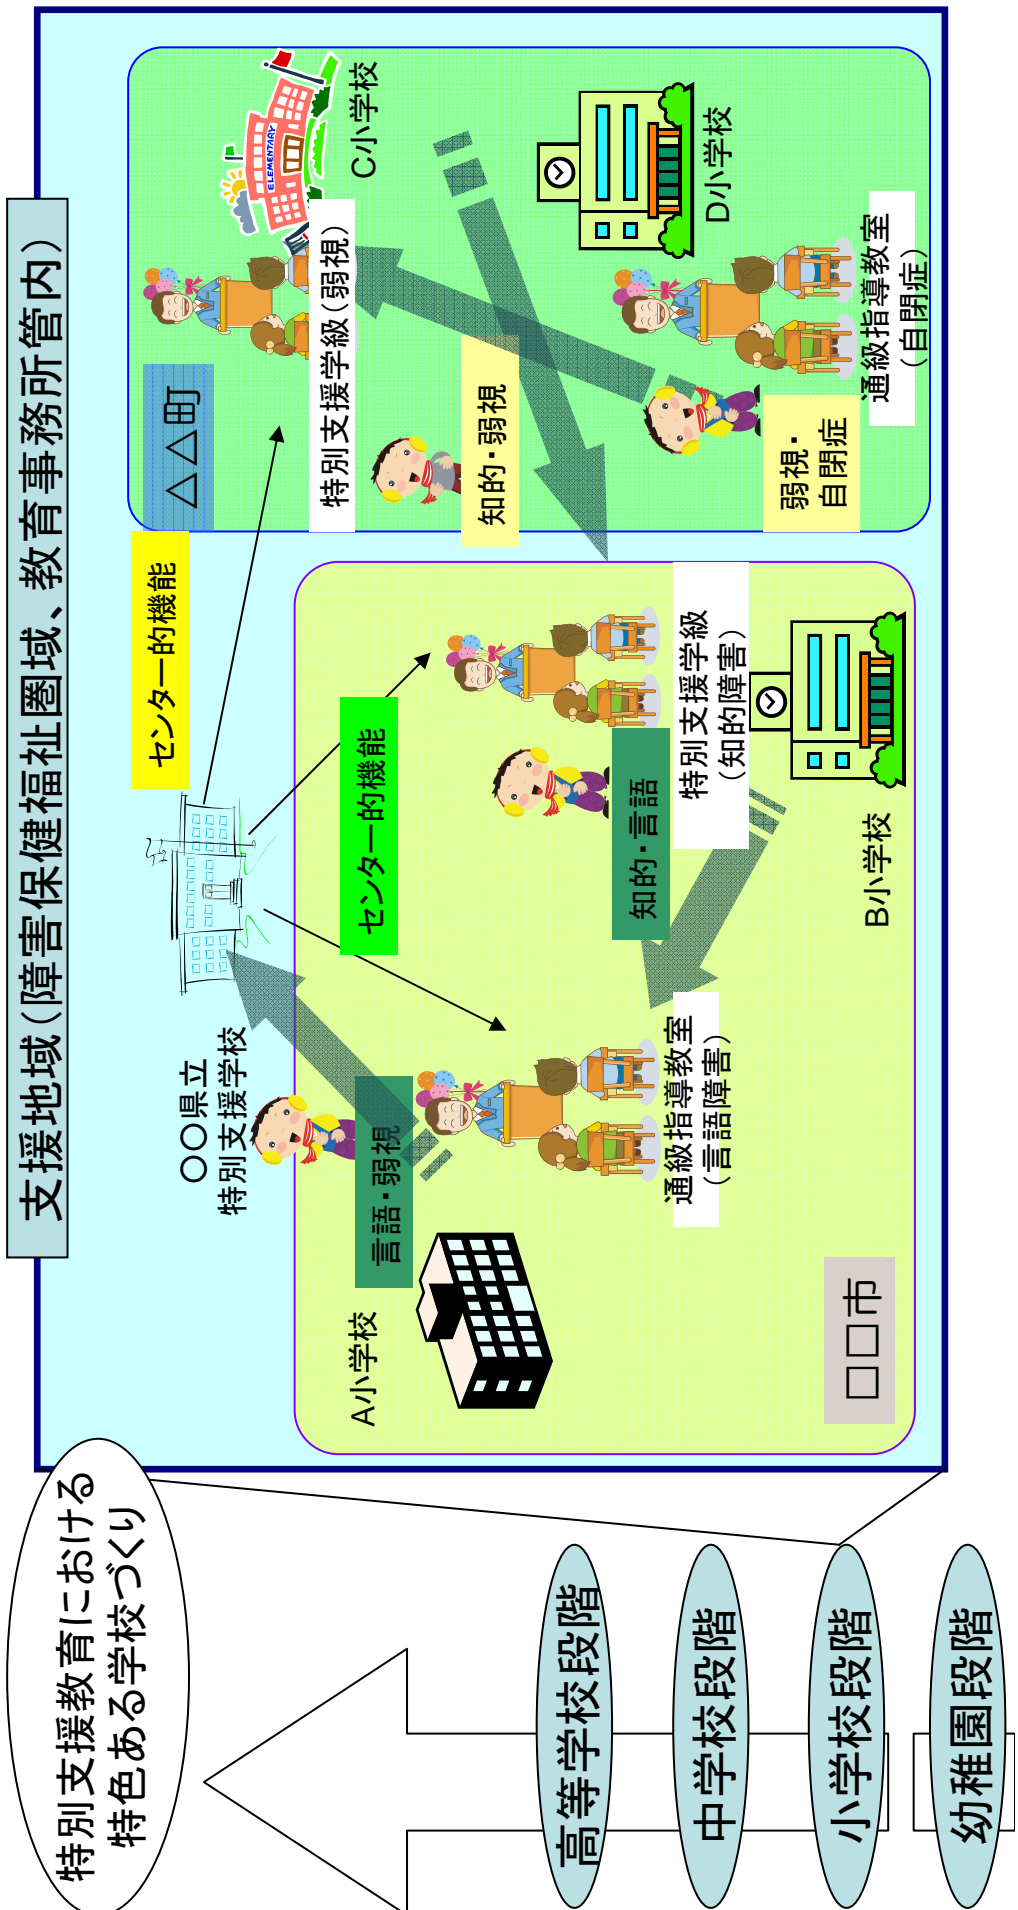 支援地域（障害保健福祉圏域、教育事務所管内）
特別支援教育における
特色ある学校づくり
高等学校段階
中学校段階
小学校段階
幼稚園段階
〇〇県立
特別支援学校
センター的機能
センター的機能
△△町
C小学校
ELEMENTARY
特別支援学級（弱視）
知的・弱視
D小学校
弱視・
自閉症
通級指導教室
（自閉症）
A小学校
言語・弱視
通級指導教室
（言語障害）
知的・言語
特別支援学級
（知的障害）
B小学校
□□市